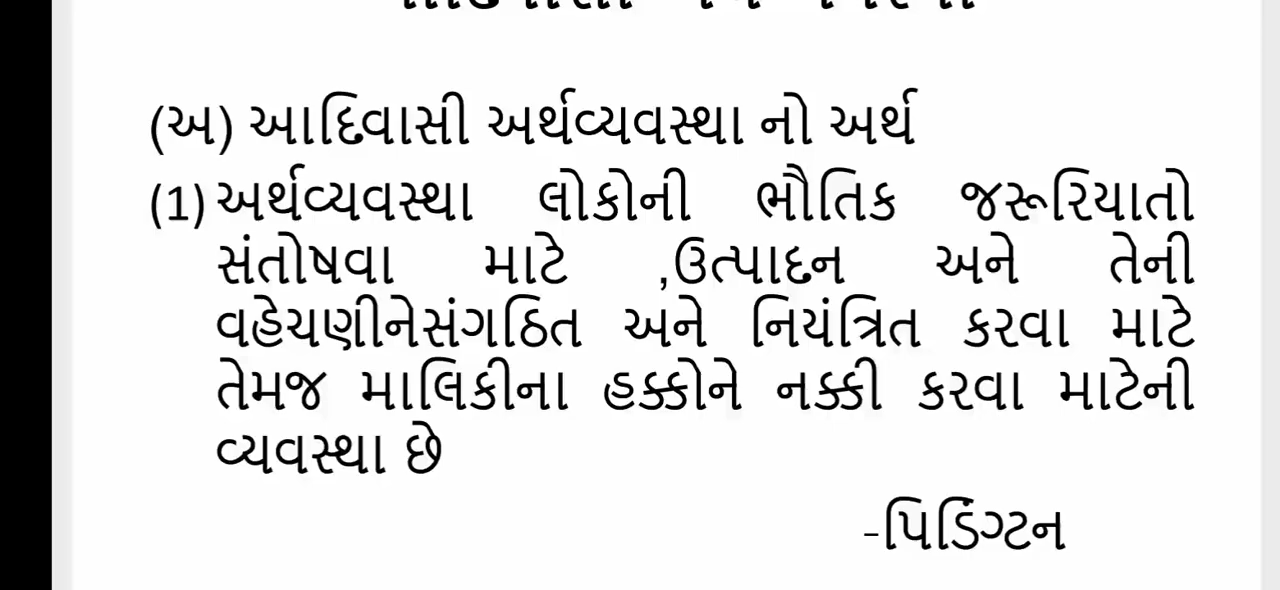 (અ) આદિવાસી અર્થવ્યવસ્થા નો અર્થ
(1) અર્થવ્યવસ્થા લોકોની ભૌતિક જરૂરિયાતો
સંતોષવા માટે ,ઉત્પાદન અને તેની
વહેચણીનેસંગઠિત અને નિયંત્રિત કરવા માટે
તેમજ માલિકીના હક્કોને નક્કી કરવા માટેની
વ્યવસ્થા છે
-પિડિંગ્ટન